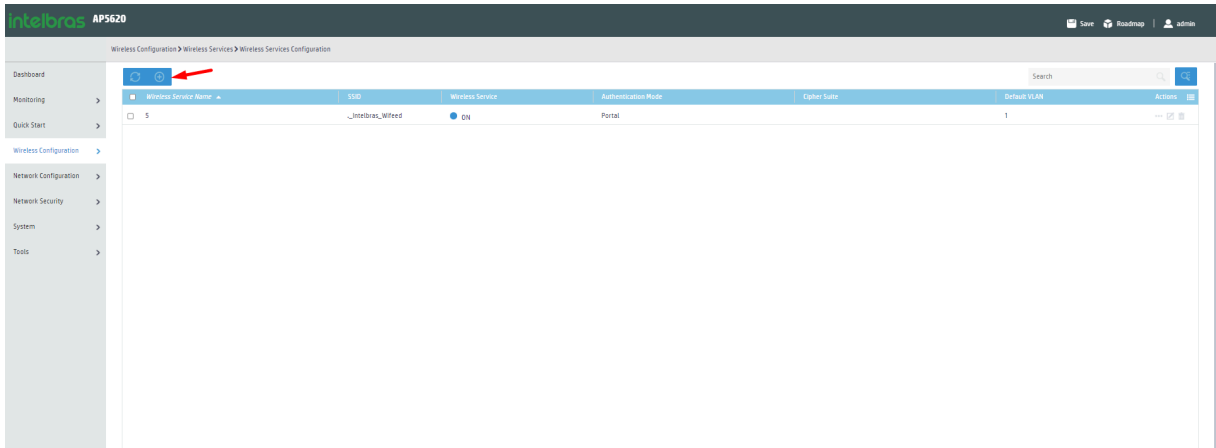 intelbras AP5620
Save Roadmap | admin
Wireless Configuration > Wireless Services > Wireless Services Configuration
Dashboard
Monitoring
Quick Start
Wireless Configuration
Network Configuration
Network Security
System
Tools
Search
Wireless Service Name SSID Wireless Service Authentication Mode Cipher Suite Default VLAN Actions
5 ._Intelbras_Wifeed ON Portal 1